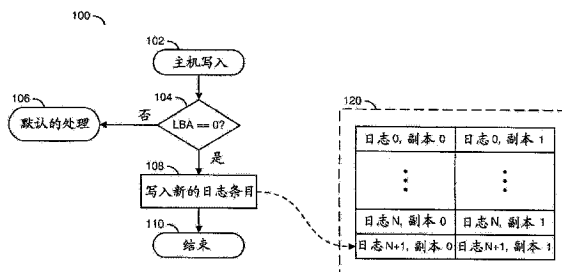 100
102
主机写入
104
106
默认的处理
否
LBA == 0?
是
108
写入新的日志条目
110
结束
120
日志 0, 副本 0
日志 0, 副本 1
日志 N, 副本 0
日志 N, 副本 1
日志 N+1, 副本 0
日志 N+1, 副本 1